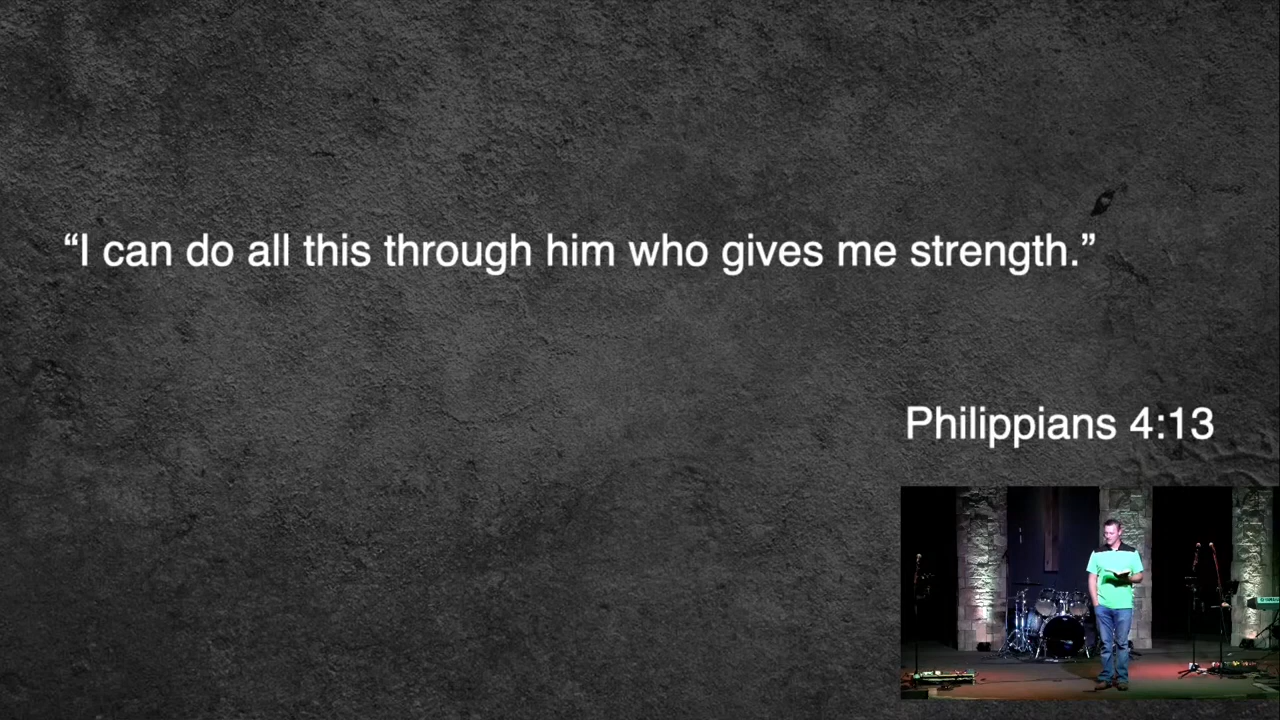 “I can do all this through him who gives me strength.”
Philippians 4:13